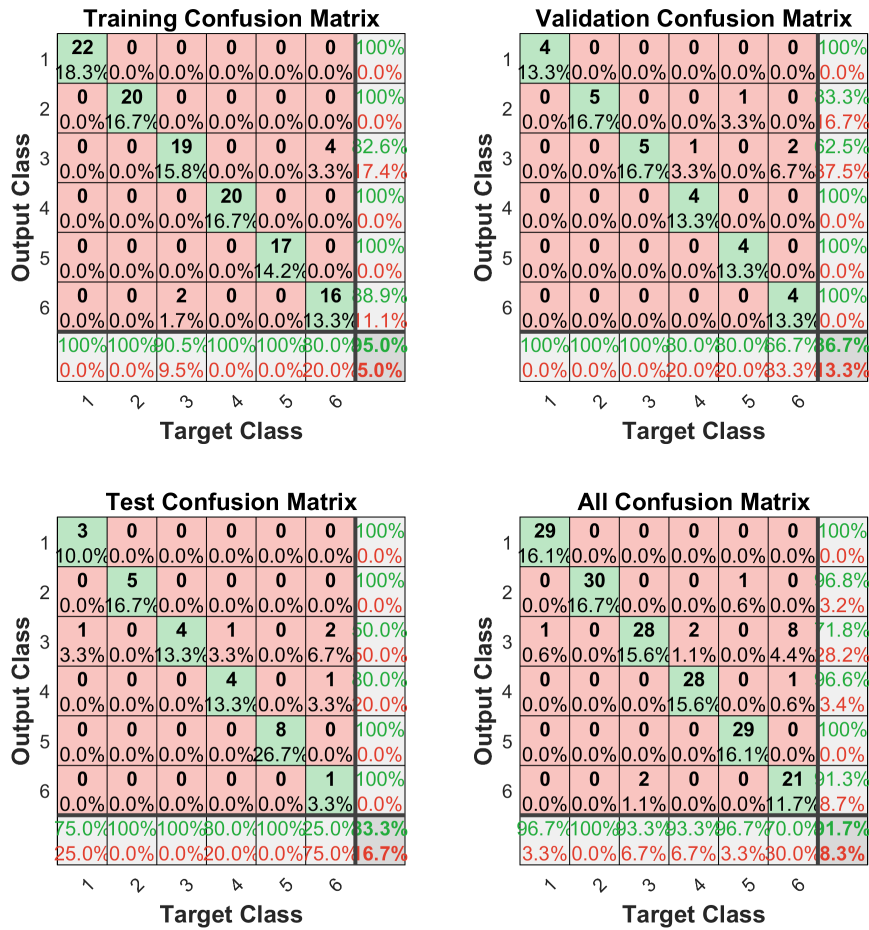 Training Confusion Matrix
1 22 0 0 0 0 0 100%
18.3% 0.0% 0.0% 0.0% 0.0% 0.0% 0.0%
2 0 20 0 0 0 0 100%
0.0% 16.7% 0.0% 0.0% 0.0% 0.0% 0.0%
3 0 0 19 0 0 4 82.6%
0.0% 0.0% 15.8% 0.0% 0.0% 3.3% 17.4%
4 0 0 0 20 0 0 100%
0.0% 0.0% 0.0% 16.7% 0.0% 0.0% 0.0%
5 0 0 0 0 17 0 100%
0.0% 0.0% 0.0% 0.0% 14.2% 0.0% 0.0%
6 0 0 2 0 0 16 88.9%
0.0% 0.0% 1.7% 0.0% 0.0% 13.3% 11.1%
100% 100% 90.5% 100% 100% 80.0% 95.0%
0.0% 0.0% 9.5% 0.0% 0.0% 20.0% 5.0%
1 2 3 4 5 6
Target Class
Output Class
Validation Confusion Matrix
1 4 0 0 0 0 0 100%
13.3% 0.0% 0.0% 0.0% 0.0% 0.0% 0.0%
2 0 5 0 0 1 0 83.3%
0.0% 16.7% 0.0% 0.0% 3.3% 0.0% 16.7%
3 0 0 5 1 0 2 62.5%
0.0% 0.0% 16.7% 3.3% 0.0% 6.7% 37.5%
4 0 0 0 4 0 0 100%
0.0% 0.0% 0.0% 13.3% 0.0% 0.0% 0.0%
5 0 0 0 0 4 0 100%
0.0% 0.0% 0.0% 0.0% 13.3% 0.0% 0.0%
6 0 0 0 0 0 4 100%
0.0% 0.0% 0.0% 0.0% 0.0% 13.3% 0.0%
100% 100% 100% 80.0% 80.0% 66.7% 86.7%
0.0% 0.0% 0.0% 20.0% 20.0% 33.3% 13.3%
1 2 3 4 5 6
Target Class
Output Class
Test Confusion Matrix
1 3 0 0 0 0 0 100%
10.0% 0.0% 0.0% 0.0% 0.0% 0.0% 0.0%
2 0 5 0 0 0 0 100%
0.0% 16.7% 0.0% 0.0% 0.0% 0.0% 0.0%
3 1 0 4 1 0 2 50.0%
3.3% 0.0% 13.3% 3.3% 0.0% 6.7% 50.0%
4 0 0 0 4 0 1 80.0%
0.0% 0.0% 0.0% 13.3% 0.0% 3.3% 20.0%
5 0 0 0 0 8 0 100%
0.0% 0.0% 0.0% 0.0% 26.7% 0.0% 0.0%
6 0 0 0 0 0 1 100%
0.0% 0.0% 0.0% 0.0% 0.0% 3.3% 0.0%
75.0% 100% 100% 80.0% 100% 25.0% 83.3%
25.0% 0.0% 0.0% 20.0% 0.0% 75.0% 16.7%
1 2 3 4 5 6
Target Class
Output Class
All Confusion Matrix
1 29 0 0 0 0 0 100%
16.1% 0.0% 0.0% 0.0% 0.0% 0.0% 0.0%
2 0 30 0 0 1 0 96.8%
0.0% 16.7% 0.0% 0.0% 0.6% 0.0% 3.2%
3 1 0 28 2 0 8 71.8%
0.6% 0.0% 15.6% 1.1% 0.0% 4.4% 28.2%
4 0 0 0 28 0 1 96.6%
0.0% 0.0% 0.0% 15.6% 0.0% 0.6% 3.4%
5 0 0 0 0 29 0 100%
0.0% 0.0% 0.0% 0.0% 16.1% 0.0% 0.0%
6 0 0 2 0 0 21 91.3%
0.0% 0.0% 1.1% 0.0% 0.0% 11.7% 8.7%
96.7% 100% 93.3% 93.3% 96.7% 70.0% 91.7%
3.3% 0.0% 6.7% 6.7% 3.3% 30.0% 8.3%
1 2 3 4 5 6
Target Class
Output Class